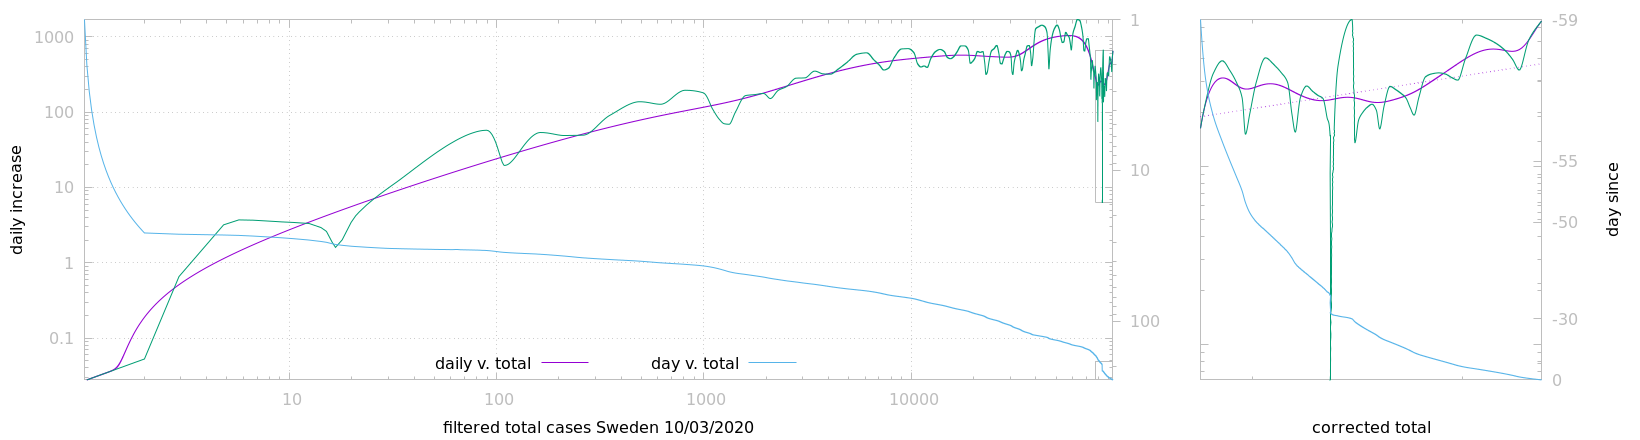 daily increase
1000
100
10
1
0.1
daily v. total
day v. total
10
100
1000
10000
filtered total cases Sweden 10/03/2020
1
10
100
-59
-55
-50
-30
0
day since
corrected total